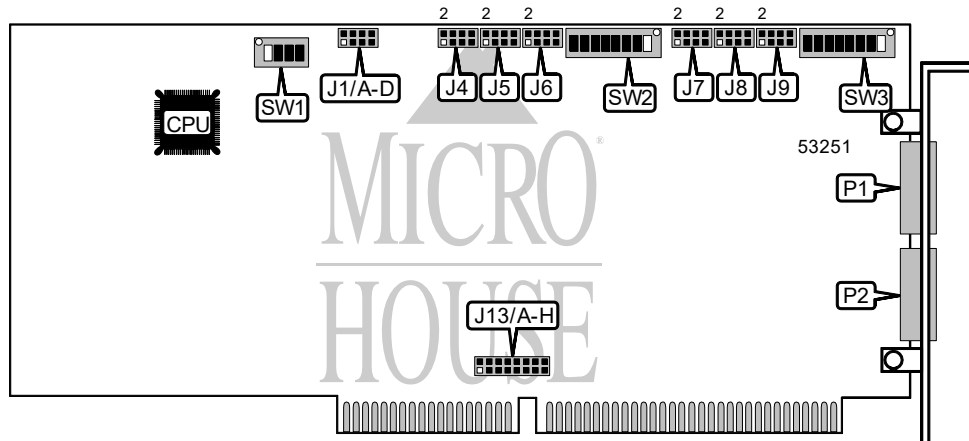 2 2 2 2 2 2
J1/A-D J4 J5 J6 J7 J8 J9
SW1 SW2 SW3
CPU
53251
P1
MICRO ®
P2
J13/A-H
HOUSE